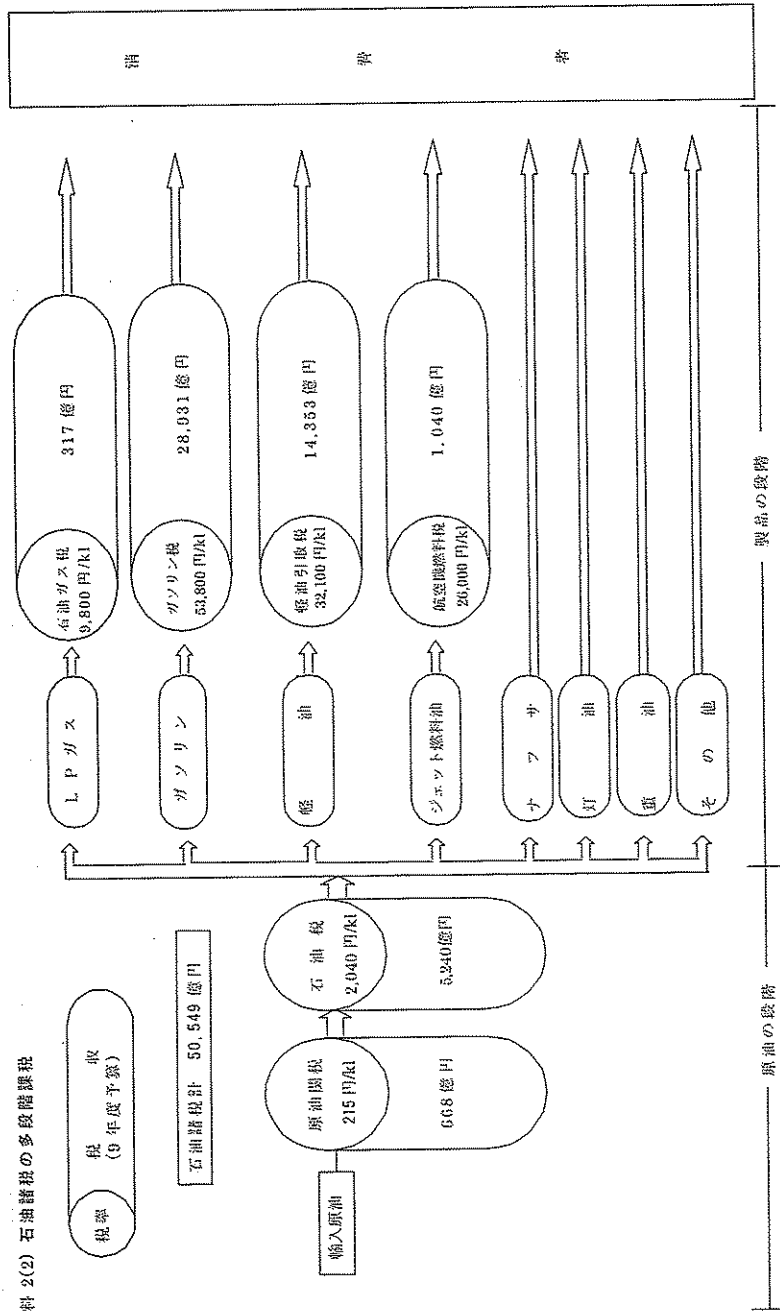 料 2(2) 石油諸税の多段階課税
税率
税 収
(9 年度予算)
石油諸税計 50,549 億円
輸入原油
原油関税
215 円/kl
668 億円
石 油 税
2,040 円/kl
5,240億円
L P ガ ス
石油ガス税
9,800 円/kl
317 億円
ガ ソ リ ン
ガソリン税
53,800 円/kl
28,931 億円
軽 油
軽油引取税
32,100 円/kl
14,353 億円
ジェット燃料油
航空機燃料税
26,000 円/kl
1,040 億円
ナ フ サ
灯 油
重 油
そ の 他
消 費 者
原油の段階
製品の段階